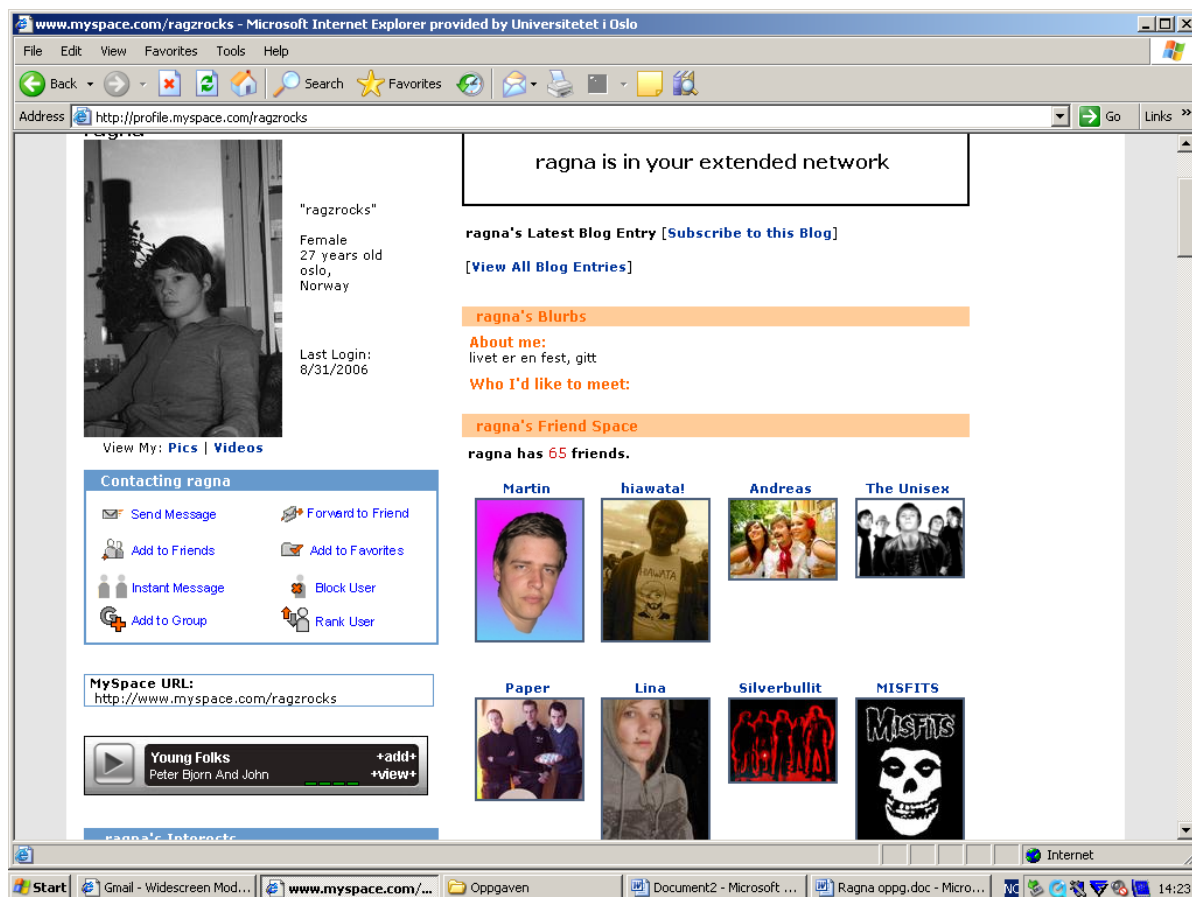 www.myspace.com/ragzrocks - Microsoft Internet Explorer provided by Universitetet i Oslo
File Edit View Favorites Tools Help
Back Search Favorites
Address http://profile.myspace.com/ragzrocks Go Links »
ragna
"ragzrocks"
Female
27 years old
oslo,
Norway
Last Login:
8/31/2006
View My: Pics | Videos
Contacting ragna
Send Message Forward to Friend
Add to Friends Add to Favorites
Instant Message Block User
Add to Group Rank User
MySpace URL:
http://www.myspace.com/ragzrocks
Young Folks +add+
Peter Bjorn And John +view+
ragna's Interests
ragna is in your extended network
ragna's Latest Blog Entry [Subscribe to this Blog]
[View All Blog Entries]
ragna's Blurbs
About me:
livet er en fest, gitt
Who I'd like to meet:
ragna's Friend Space
ragna has 65 friends.
Martin hiawata! Andreas The Unisex
HIAWATA
Paper Lina Silverbullit MISFITS
MISFITS
Internet
Start Gmail - Widescreen Mod... www.myspace.com/... Oppgaven Document2 - Microsoft ... Ragna oppg.doc - Micro... NO 14:23